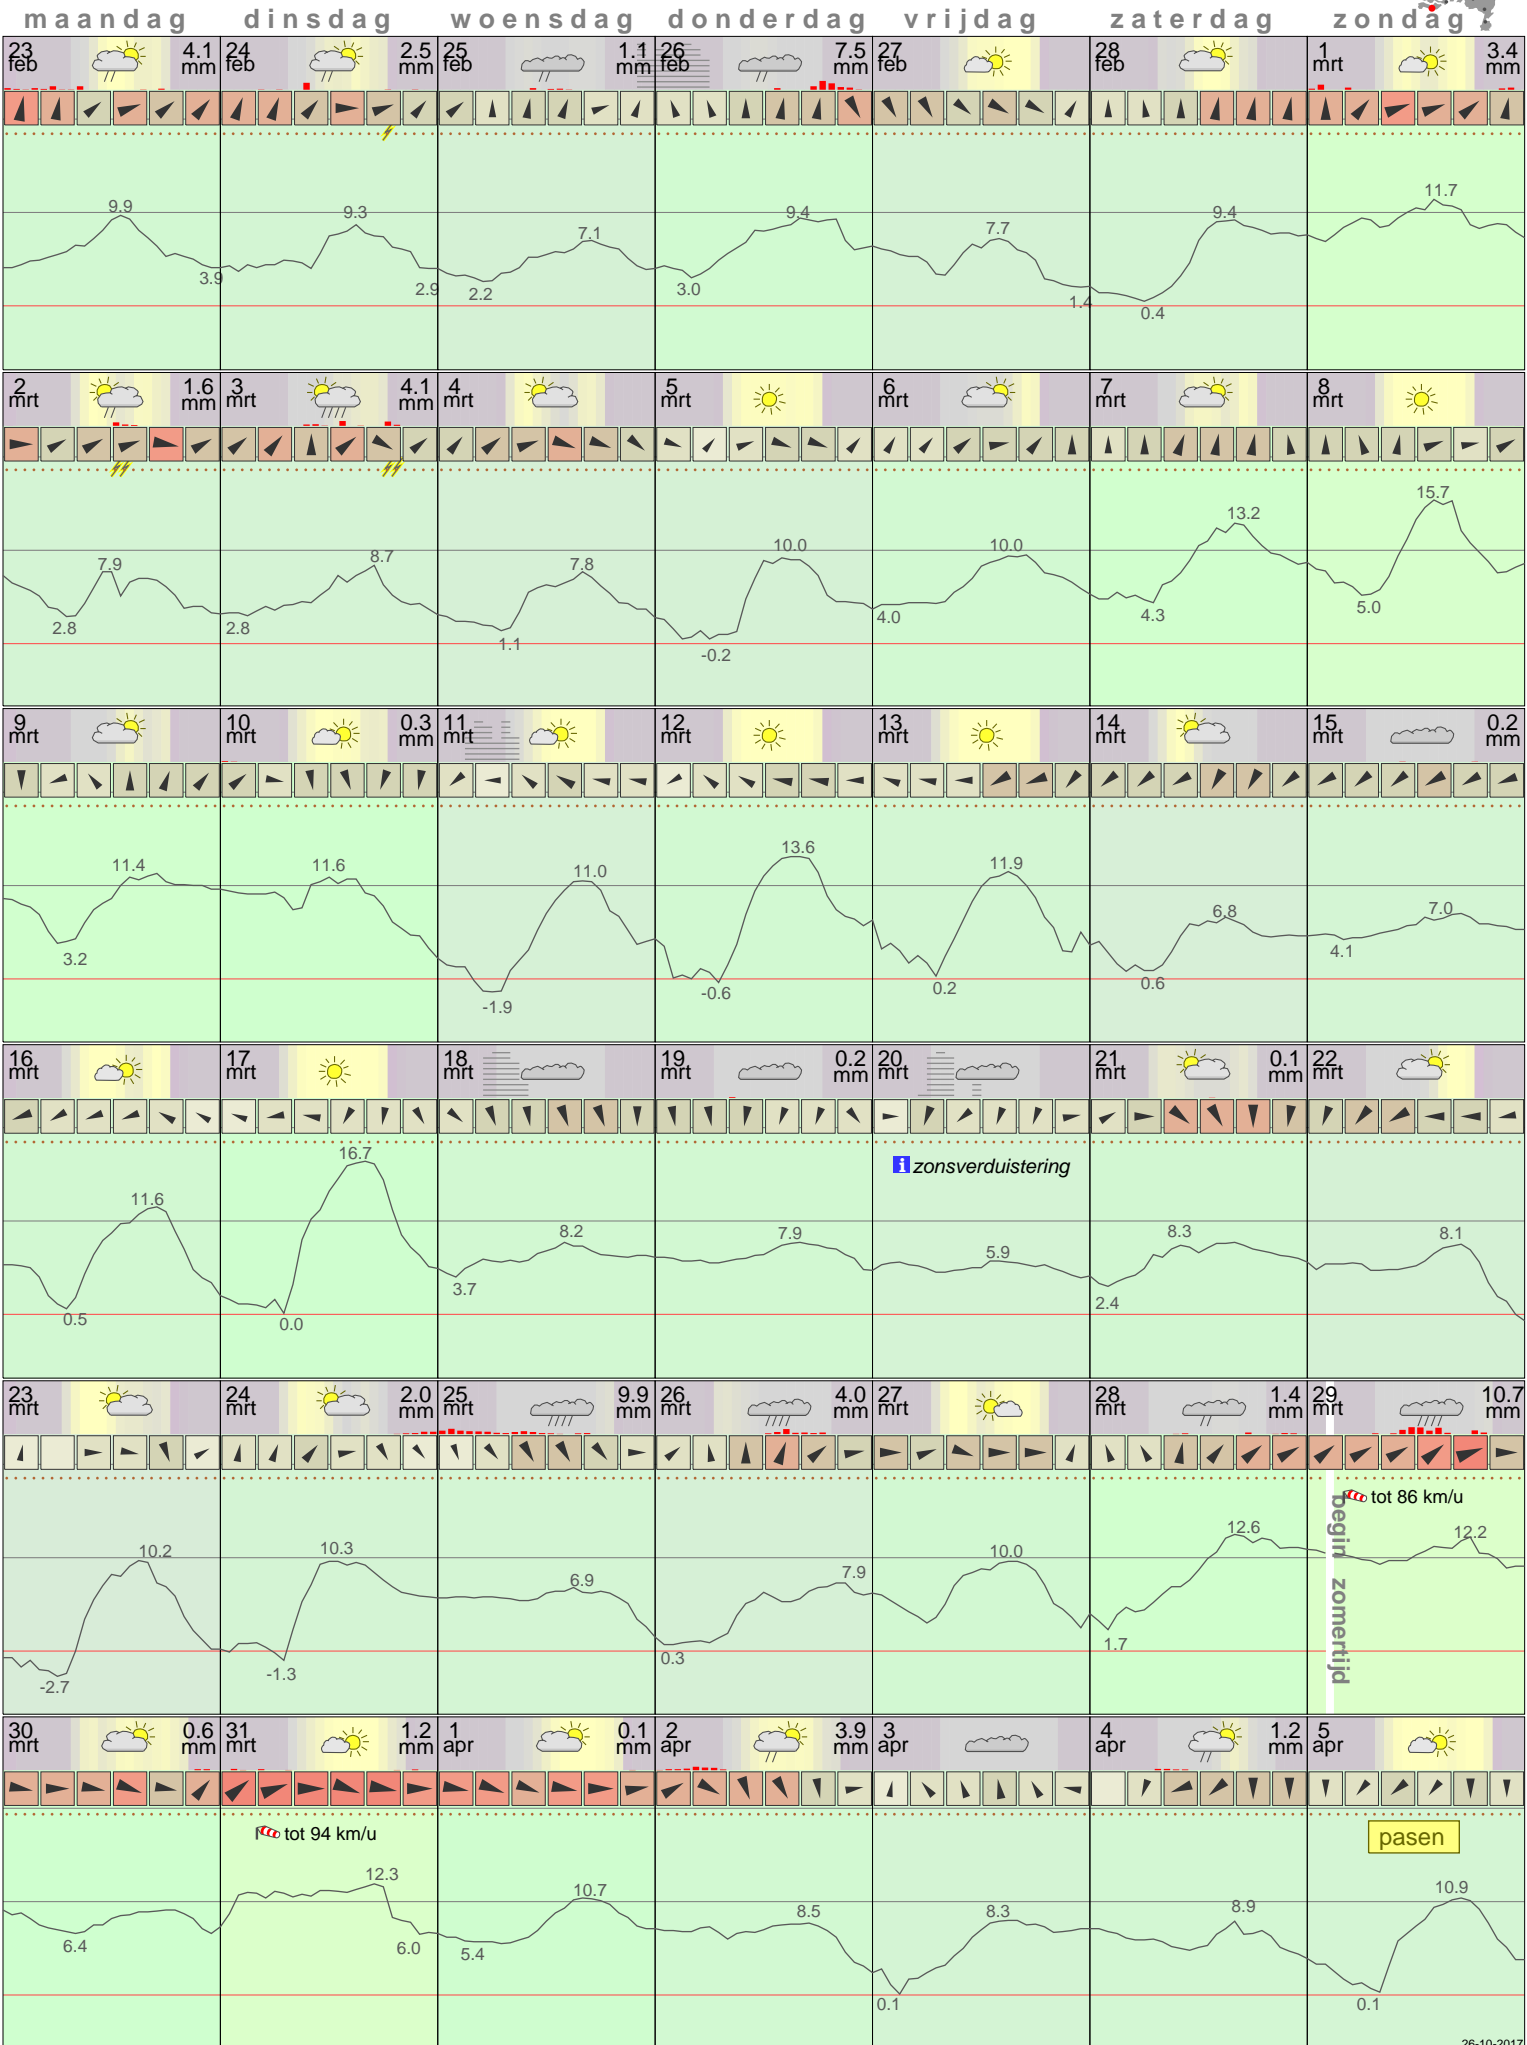 maandag dinsdag woensdag donderdag vrijdag zaterdag zondag
23 feb 4.1 mm 24 feb 2.5 mm 25 feb 1.1 mm 26 feb 7.5 mm 27 feb 28 feb 1 mrt 3.4 mm
9.9 3.9 9.3 2.9 2.2 7.1 3.0 9.4 7.7 1.4 0.4 9.4 11.7
2 mrt 1.6 mm 3 mrt 4.1 mm 4 mrt 5 mrt 6 mrt 7 mrt 8 mrt
2.8 7.9 2.8 8.7 1.1 7.8 -0.2 10.0 4.0 10.0 4.3 13.2 5.0 15.7
9 mrt 10 mrt 0.3 mm 11 mrt 12 mrt 13 mrt 14 mrt 15 mrt 0.2 mm
3.2 11.4 11.6 -1.9 11.0 -0.6 13.6 0.2 11.9 0.6 6.8 4.1 7.0
16 mrt 17 mrt 18 mrt 19 mrt 0.2 mm 20 mrt 21 mrt 0.1 mm 22 mrt
i zonsverduistering
0.5 11.6 0.0 16.7 3.7 8.2 7.9 5.9 2.4 8.3 8.1
23 mrt 24 mrt 2.0 mm 25 mrt 9.9 mm 26 mrt 4.0 mm 27 mrt 28 mrt 1.4 mm 29 mrt 10.7 mm
tot 86 km/u
begin zomertijd
-2.7 10.2 -1.3 10.3 6.9 0.3 7.9 10.0 1.7 12.6 12.2
30 mrt 0.6 mm 31 mrt 1.2 mm 1 apr 0.1 mm 2 apr 3.9 mm 3 apr 4 apr 1.2 mm 5 apr
tot 94 km/u
pasen
6.4 12.3 6.0 5.4 10.7 8.5 0.1 8.3 8.9 0.1 10.9
26-10-2017